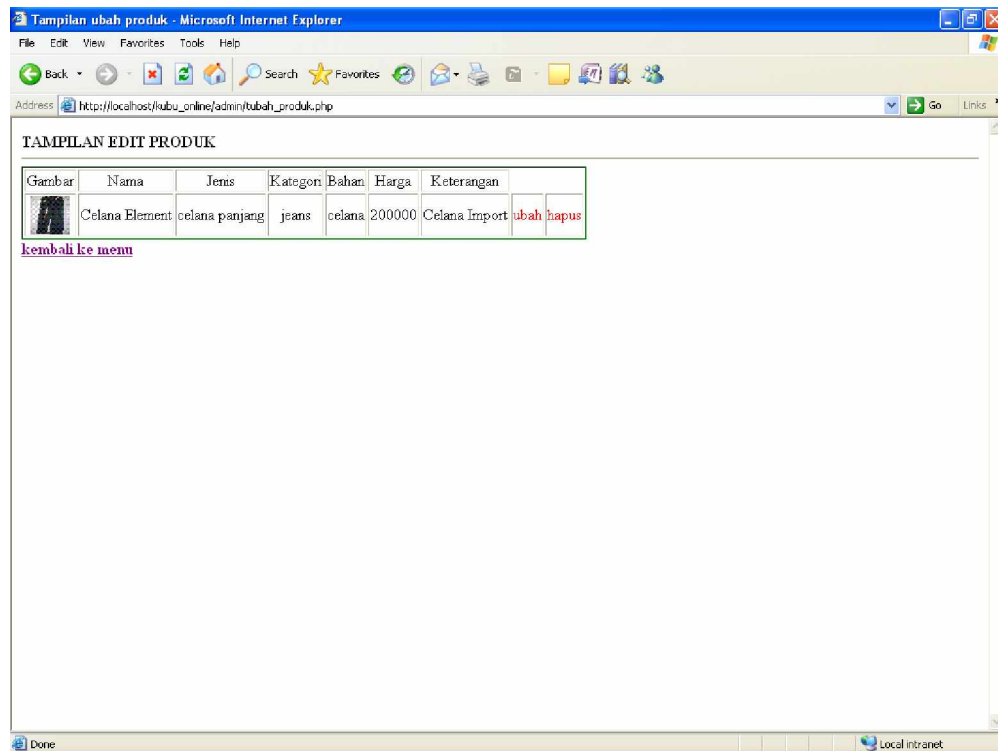 Tampilan ubah produk - Microsoft Internet Explorer
File Edit View Favorites Tools Help
Back Search Favorites
Address http://localhost/kubu_online/admin/tubah_produk.php Go Links
TAMPILAN EDIT PRODUK
Gambar Nama Jenis Kategori Bahan Harga Keterangan
Celana Element celana panjang jeans celana 200000 Celana Import ubah hapus
kembali ke menu
Done Local intranet